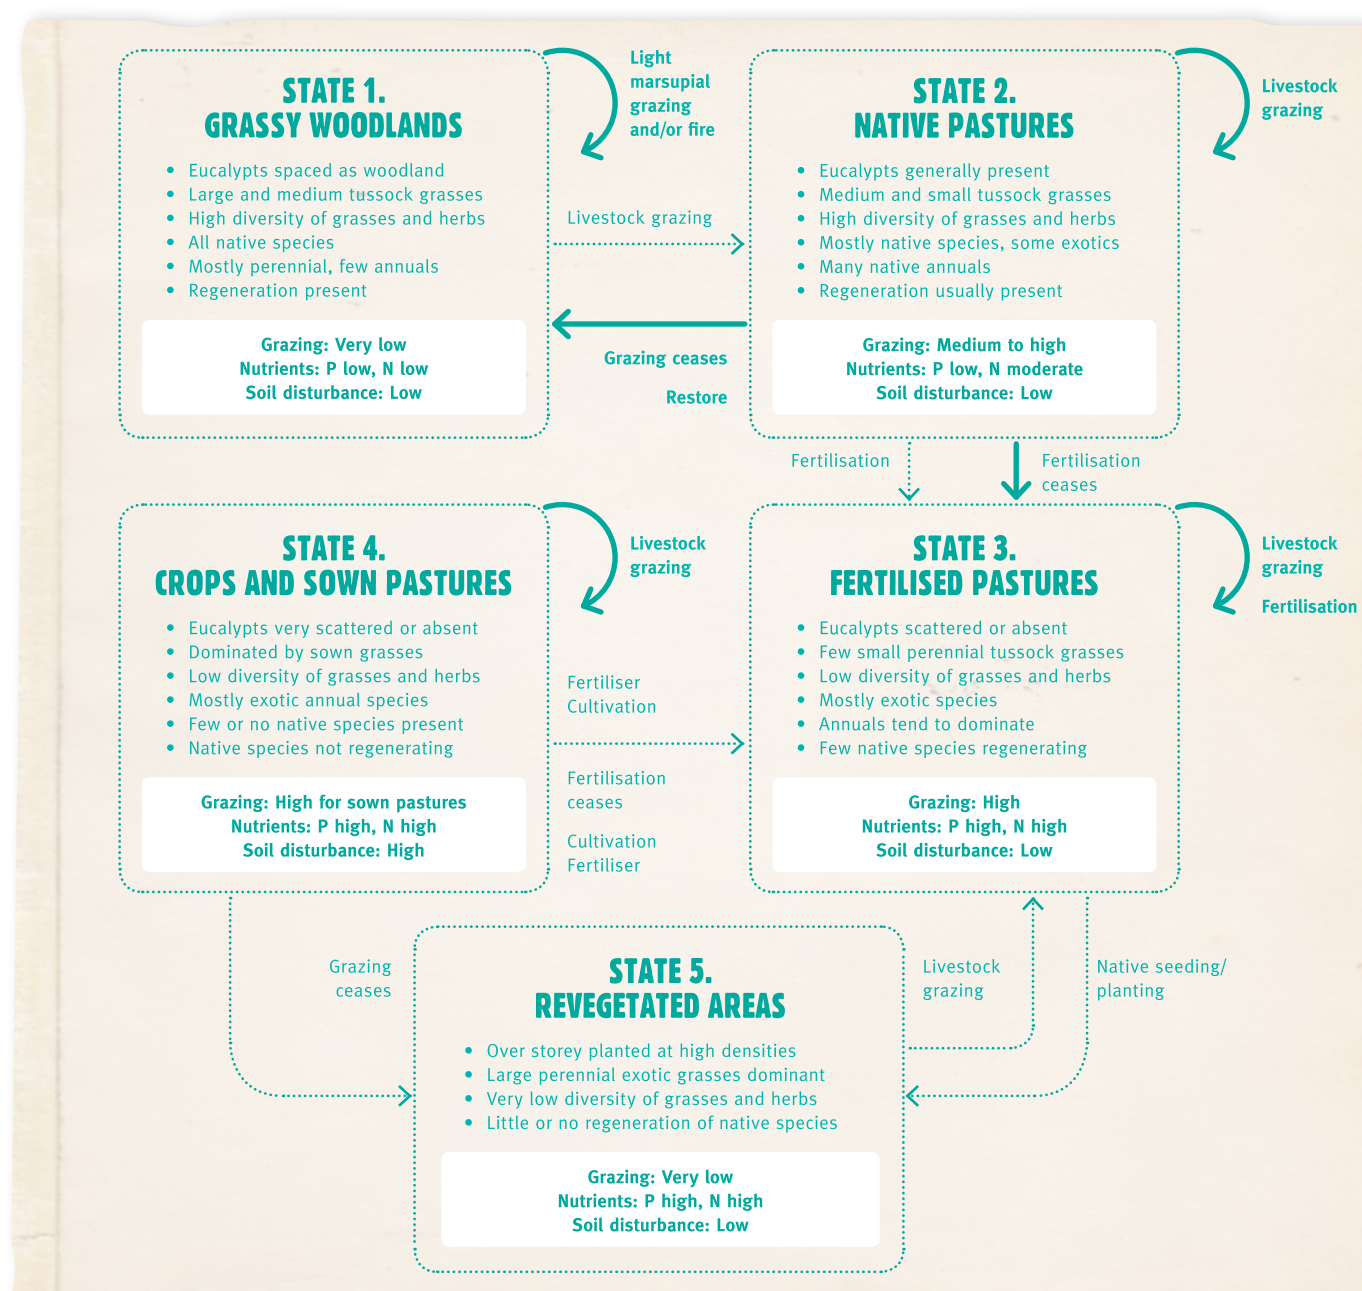 STATE 1.
GRASSY WOODLANDS
• Eucalypts spaced as woodland
• Large and medium tussock grasses
• High diversity of grasses and herbs
• All native species
• Mostly perennial, few annuals
• Regeneration present
Grazing: Very low
Nutrients: P low, N low
Soil disturbance: Low
Light
marsupial
grazing
and/or fire
Livestock grazing
Grazing ceases
Restore
STATE 2.
NATIVE PASTURES
• Eucalypts generally present
• Medium and small tussock grasses
• High diversity of grasses and herbs
• Mostly native species, some exotics
• Many native annuals
• Regeneration usually present
Grazing: Medium to high
Nutrients: P low, N moderate
Soil disturbance: Low
Livestock
grazing
Fertilisation
Fertilisation
ceases
STATE 4.
CROPS AND SOWN PASTURES
• Eucalypts very scattered or absent
• Dominated by sown grasses
• Low diversity of grasses and herbs
• Mostly exotic annual species
• Few or no native species present
• Native species not regenerating
Grazing: High for sown pastures
Nutrients: P high, N high
Soil disturbance: High
Livestock
grazing
Fertiliser
Cultivation
Fertilisation
ceases
Cultivation
Fertiliser
STATE 3.
FERTILISED PASTURES
• Eucalypts scattered or absent
• Few small perennial tussock grasses
• Low diversity of grasses and herbs
• Mostly exotic species
• Annuals tend to dominate
• Few native species regenerating
Grazing: High
Nutrients: P high, N high
Soil disturbance: Low
Livestock
grazing
Fertilisation
Grazing
ceases
STATE 5.
REVEGETATED AREAS
• Over storey planted at high densities
• Large perennial exotic grasses dominant
• Very low diversity of grasses and herbs
• Little or no regeneration of native species
Grazing: Very low
Nutrients: P high, N high
Soil disturbance: Low
Livestock
grazing
Native seeding/
planting